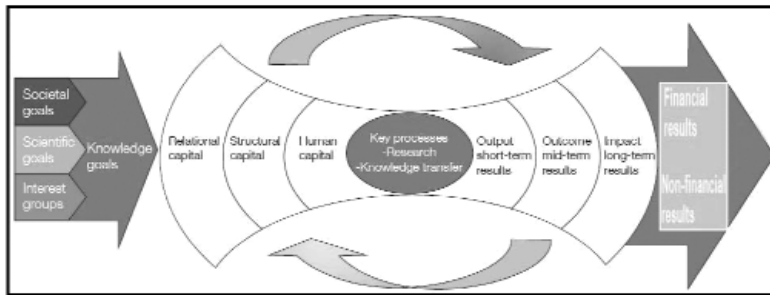 Societal
goals
Scientific
goals
Interest
groups
Knowledge
goals
Relational
capital
Structural
capital
Human
capital
Key processes
-Research
-Knowledge transfer
Output
short-term
results
Outcome
mid-term
results
Impact
long-term
results
Financial
results
Non-financial
results